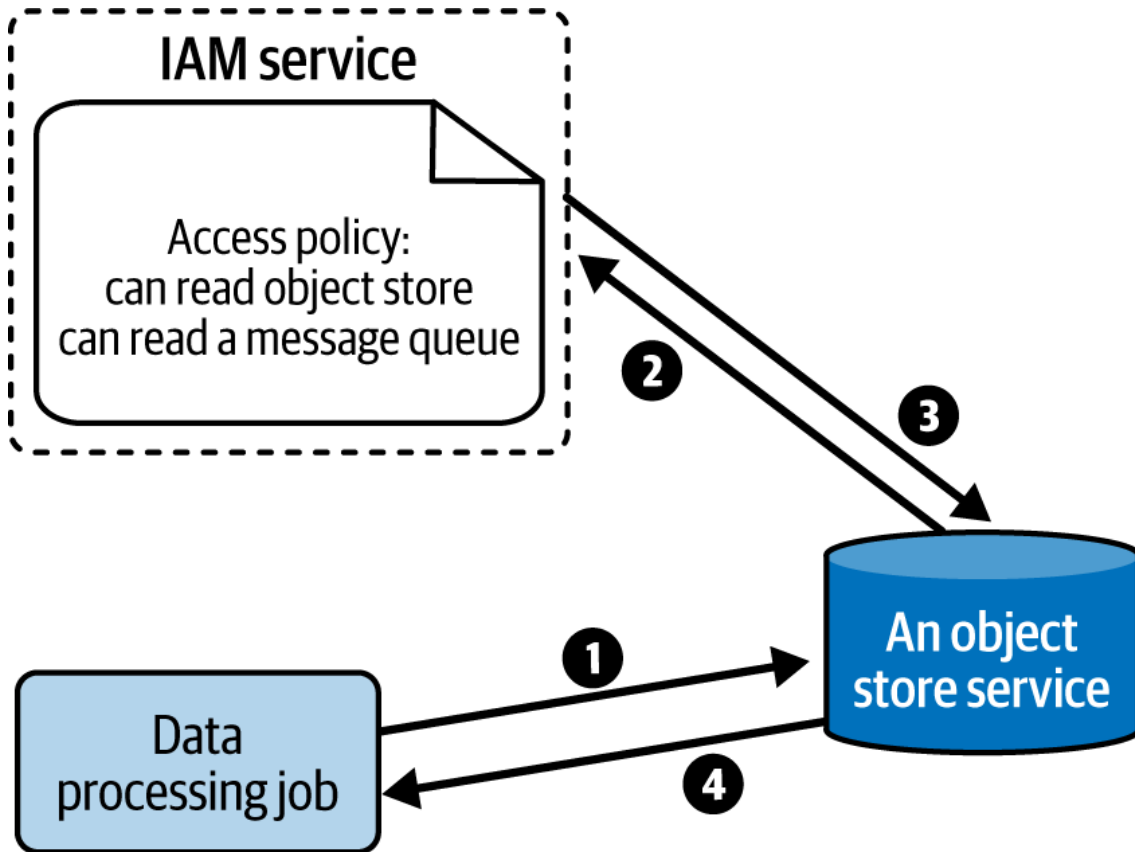 IAM service
Access policy:
can read object store
can read a message queue
2
3
1
An object
store service
Data
processing job
4